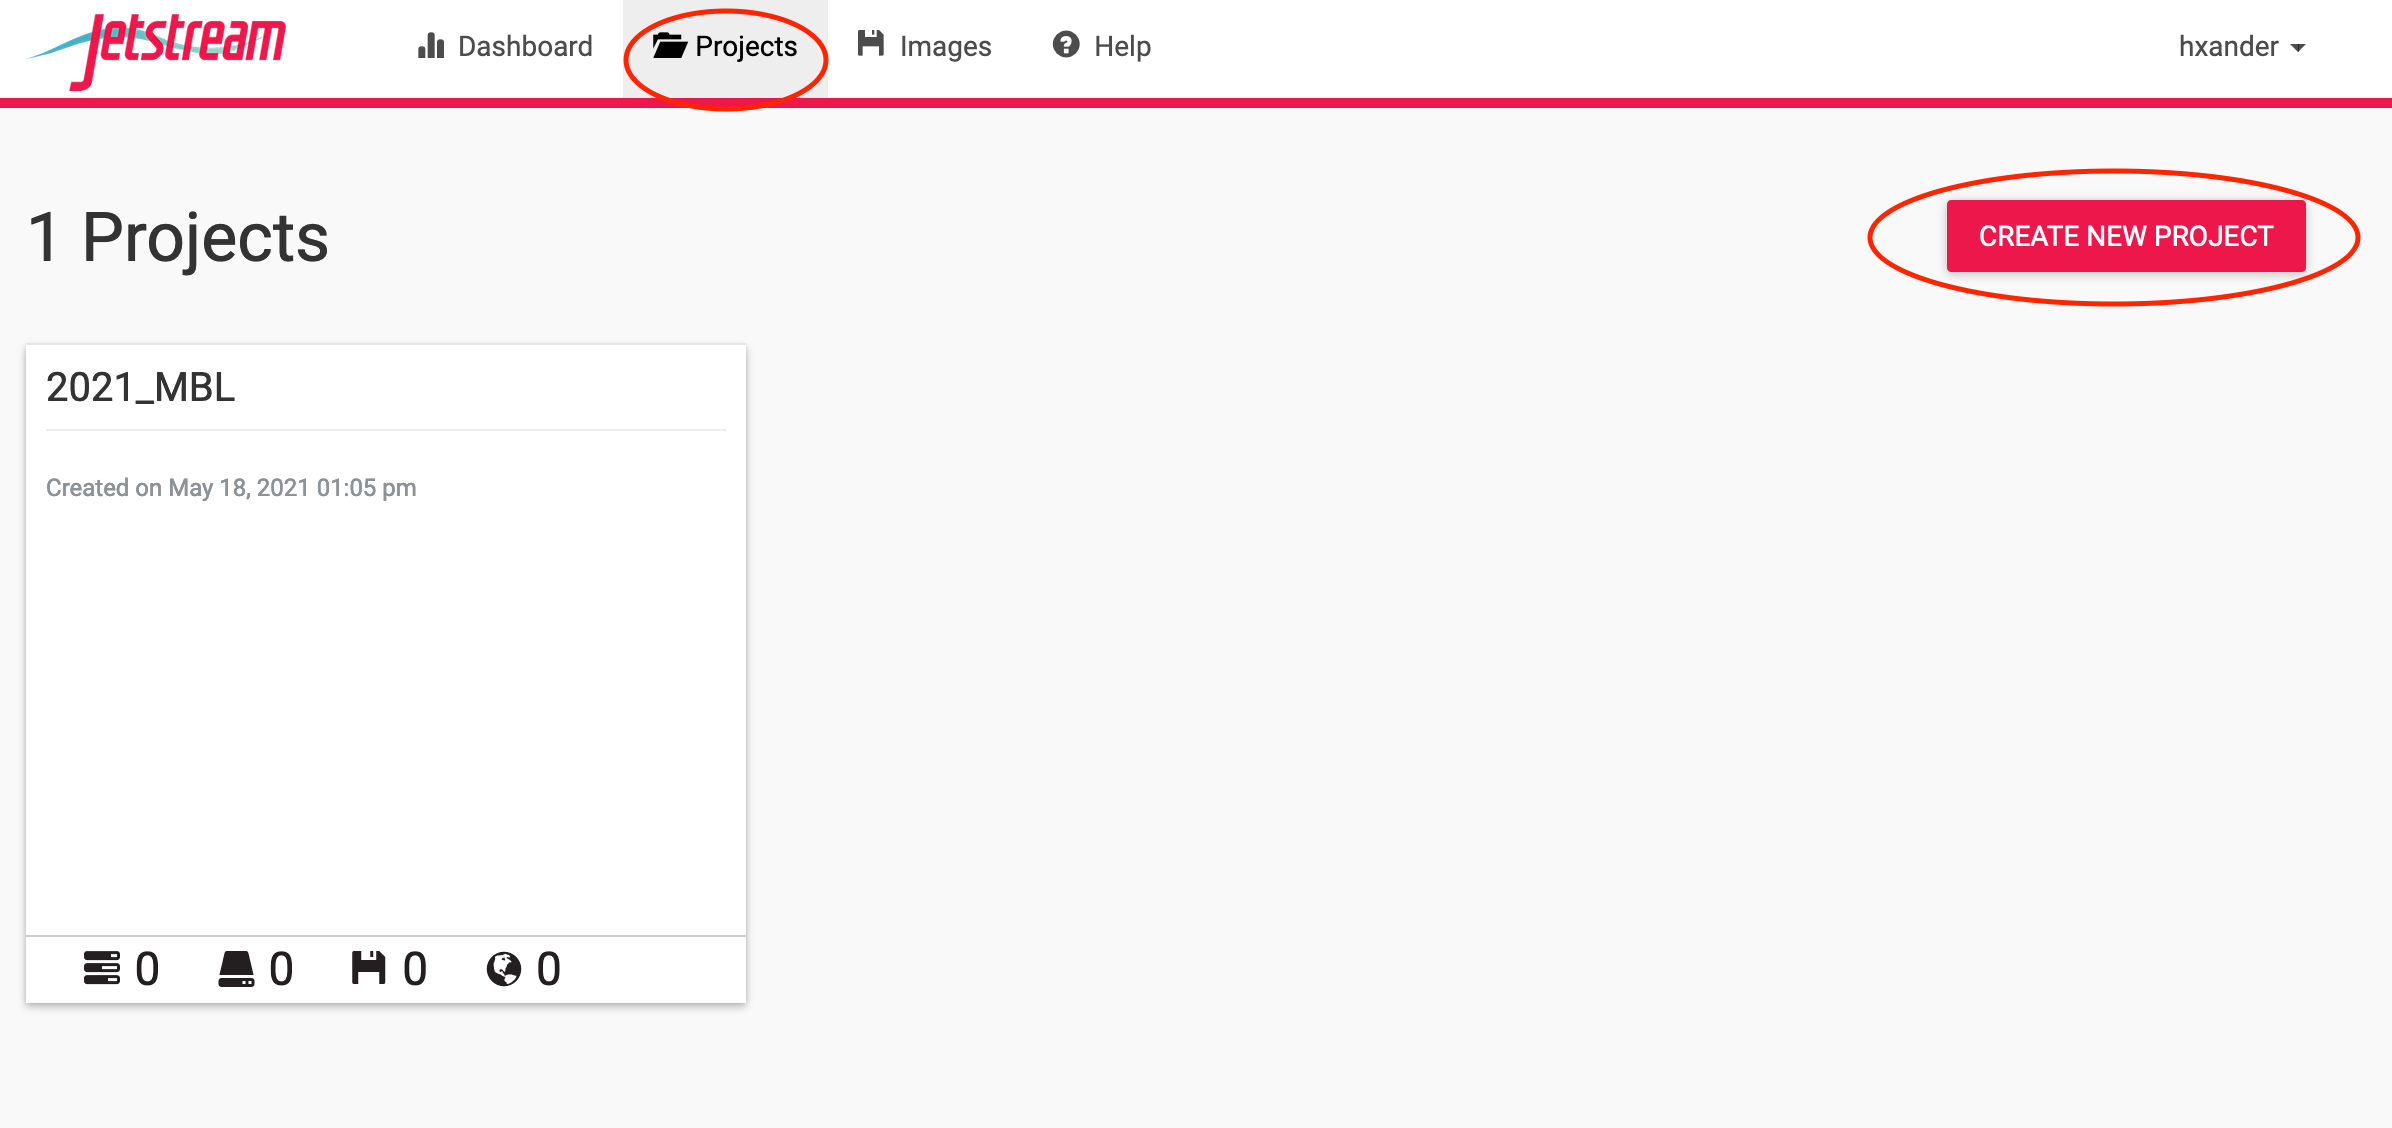 Jetstream
Dashboard
Projects
Images
Help
hxander
1 Projects
CREATE NEW PROJECT
2021_MBL
Created on May 18, 2021 01:05 pm
0 0 0 0